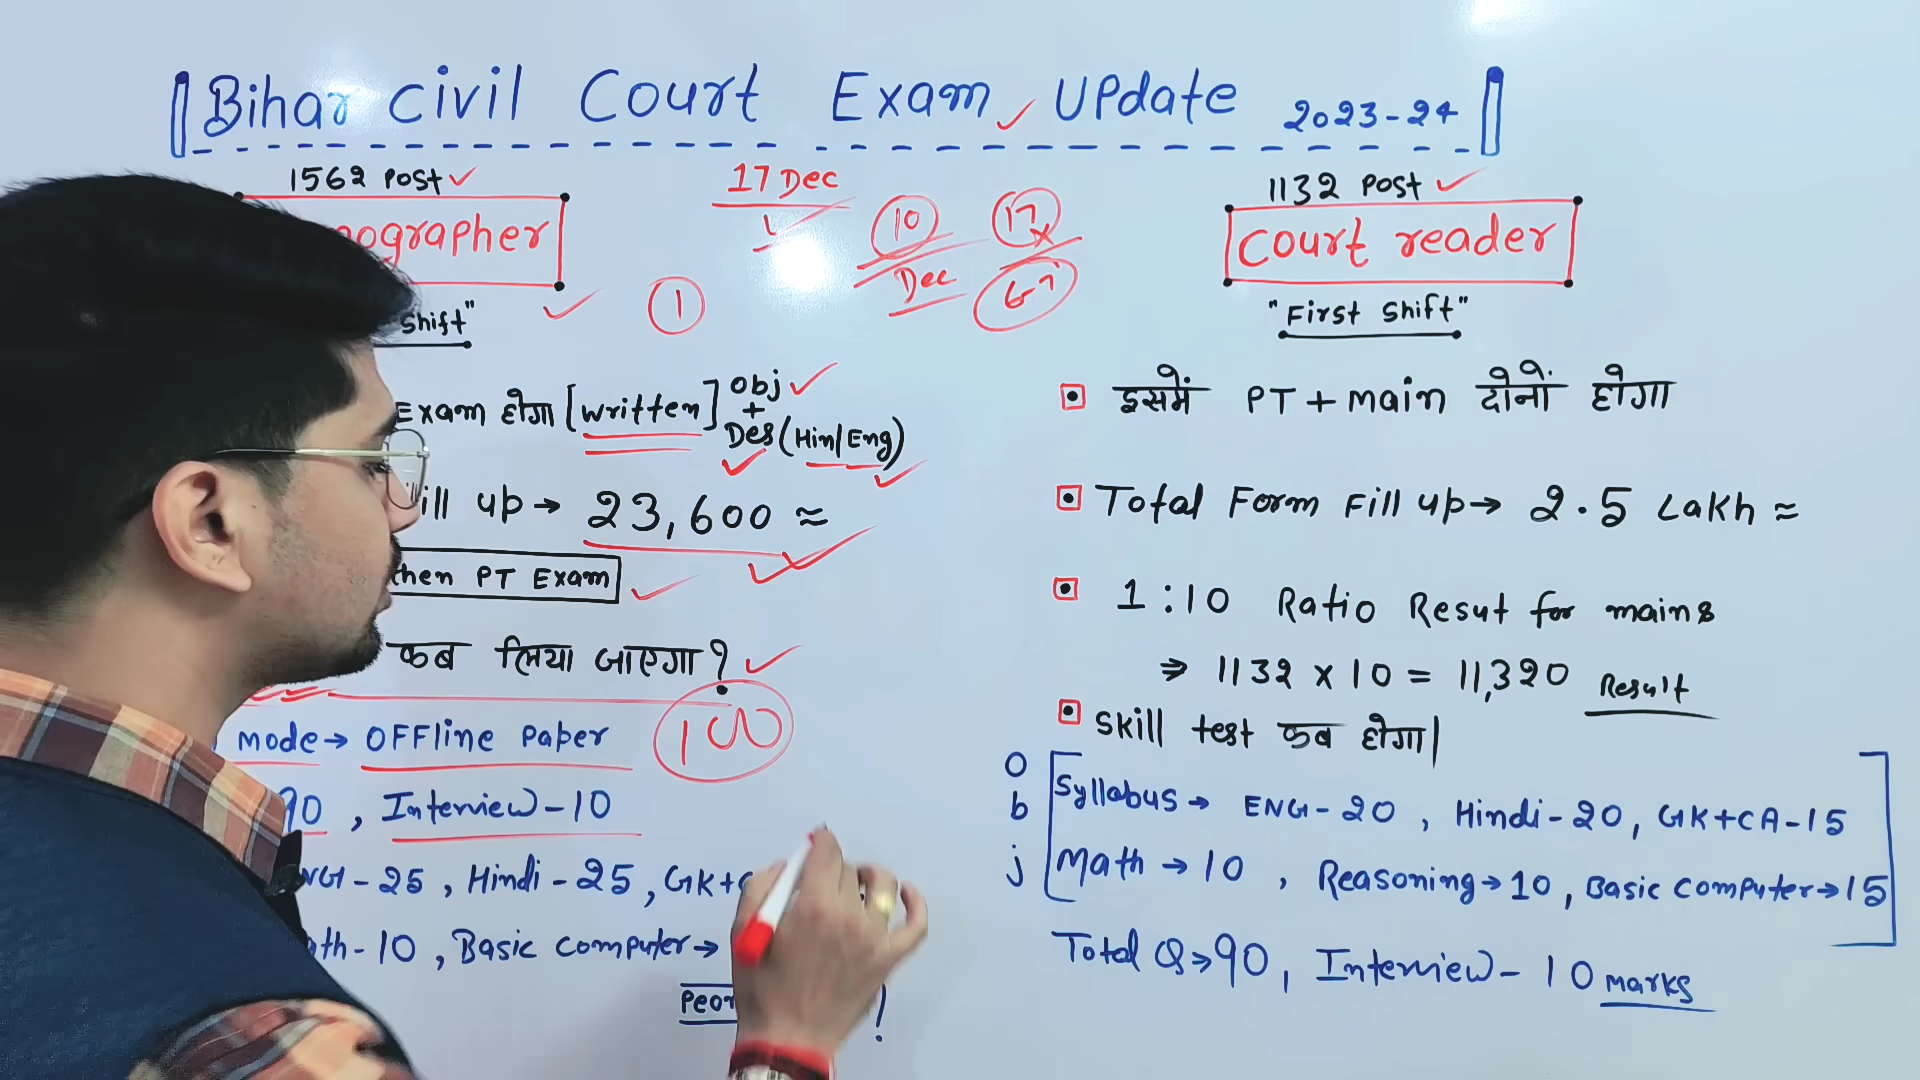 Bihar civil Court Exam Update 2023-24
1562 Post
17 Dec
10
Dec
17
1132 Post
Court reader
"First Shift"
Shift"
1
Exam होगा [written] Obj + Des (Hin/Eng)
ill up → 23,600 ≈
then PT Exam
कब लिया जाएगा?
mode → OFFline Paper
100
90, Interview - 10
ENG - 25, Hindi - 25, GK+
ath - 10, Basic computer →
इसमें PT + main दोनों होगा
Total Form Fill up → 2.5 Lakh ≈
1:10 Ratio Resut for mains
⇒ 1132 x 10 = 11,320 Result
Skill test कब होगा|
Obj
Syllabus → ENG - 20, Hindi - 20, GK+CA - 15
Math → 10, Reasoning → 10, Basic Computer → 15
Total Q → 90, Interview - 10 marks